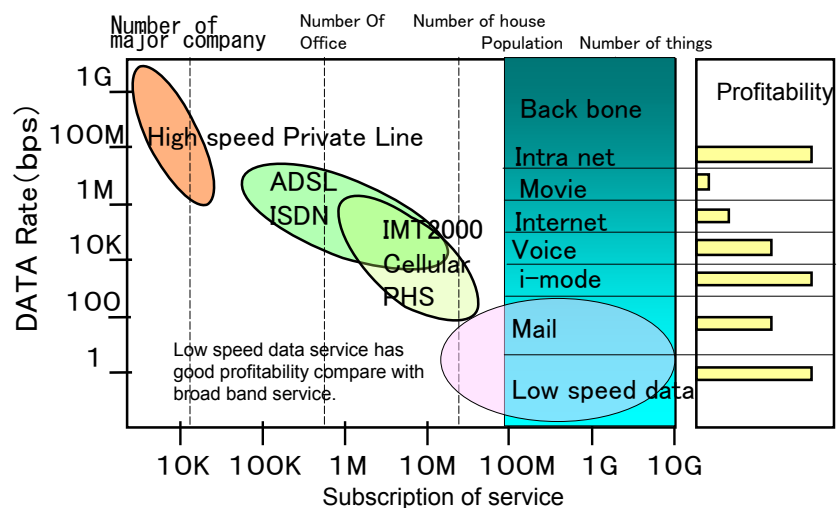 Number of
major company
Number Of
Office
Number of house
Population
Number of things
DATA Rate(bps)
1G
100M
1M
10K
100
1
High speed Private Line
ADSL
ISDN
IMT2000
Cellular
PHS
Low speed data service has
good profitability compare with
broad band service.
Back bone
Intra net
Movie
Internet
Voice
i-mode
Mail
Low speed data
Profitability
10K
100K
1M
10M
100M
1G
10G
Subscription of service